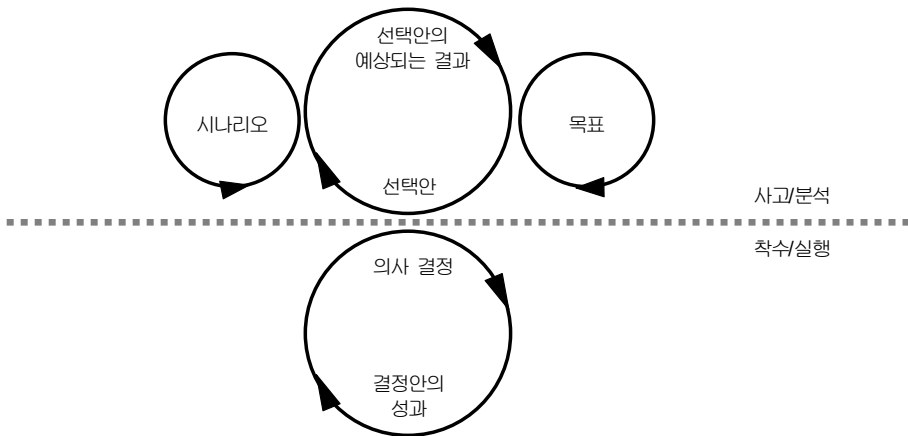 선택안의
예상되는 결과
시나리오
목표
선택안
사고/분석
착수/실행
의사 결정
결정안의
성과